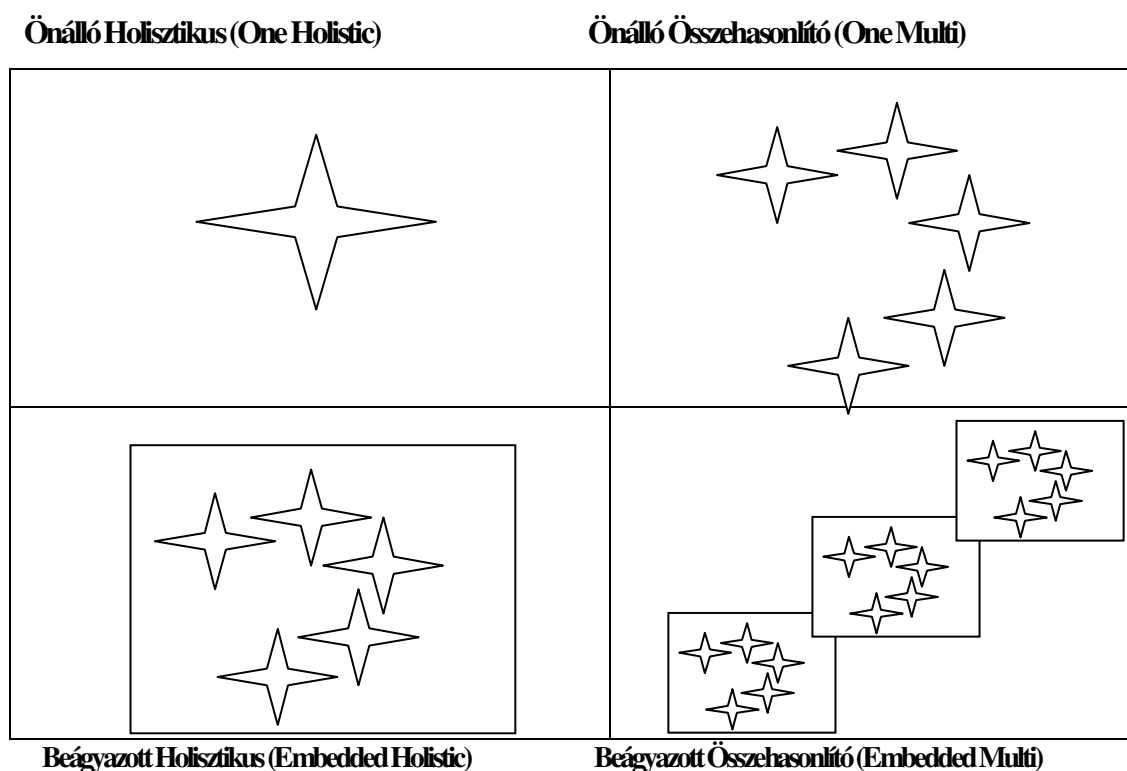 Önálló Holisztikus (One Holistic)
Önálló Összehasonlító (One Multi)
Beágyazott Holisztikus (Embedded Holistic)
Beágyazott Összehasonlító (Embedded Multi)